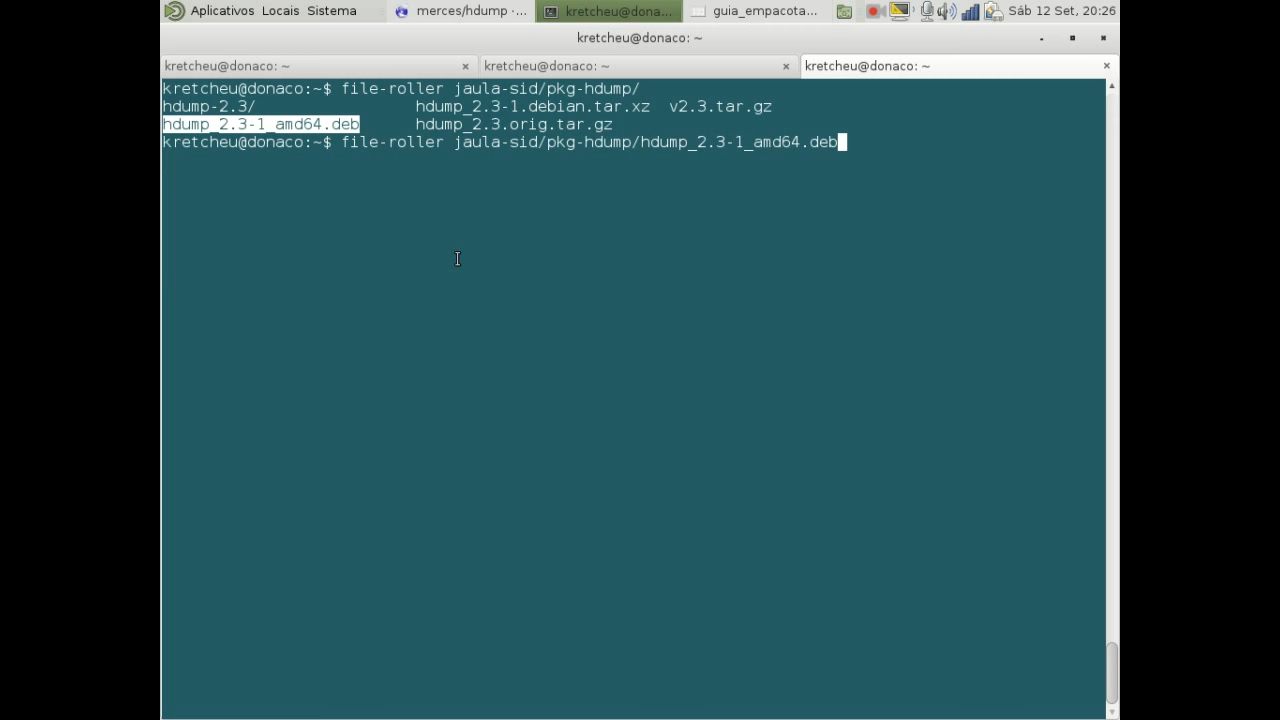 Aplicativos Locais Sistema merces/hdump ·... kretcheu@dona... guia_empacota... Sáb 12 Set, 20:26
kretcheu@donaco: ~
kretcheu@donaco: ~ kretcheu@donaco: ~ kretcheu@donaco: ~
kretcheu@donaco:~$ file-roller jaula-sid/pkg-hdump/
hdump-2.3/ hdump_2.3-1.debian.tar.xz v2.3.tar.gz
hdump_2.3-1_amd64.deb hdump_2.3.orig.tar.gz
kretcheu@donaco:~$ file-roller jaula-sid/pkg-hdump/hdump_2.3-1_amd64.deb